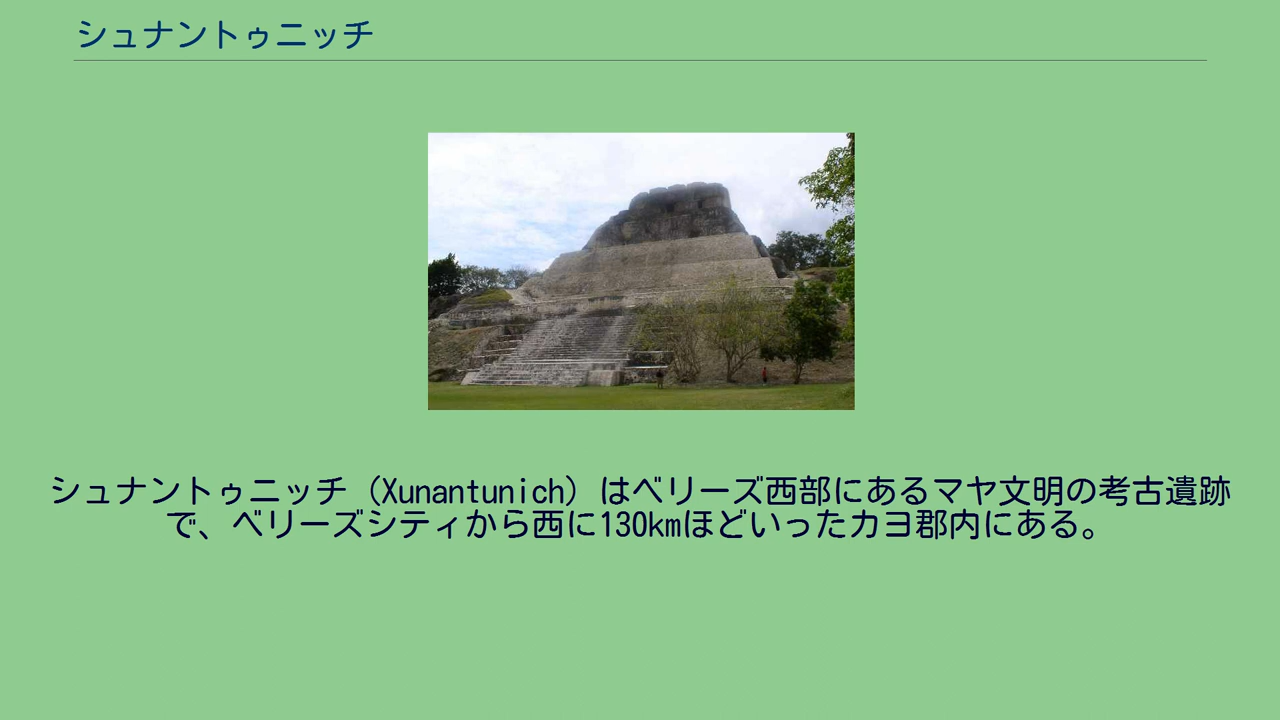 シュナントゥニッチ
シュナントゥニッチ（Xunantunich）はベリーズ西部にあるマヤ文明の考古遺跡
で、ベリーズシティから西に130kmほどいったカヨ郡内にある。